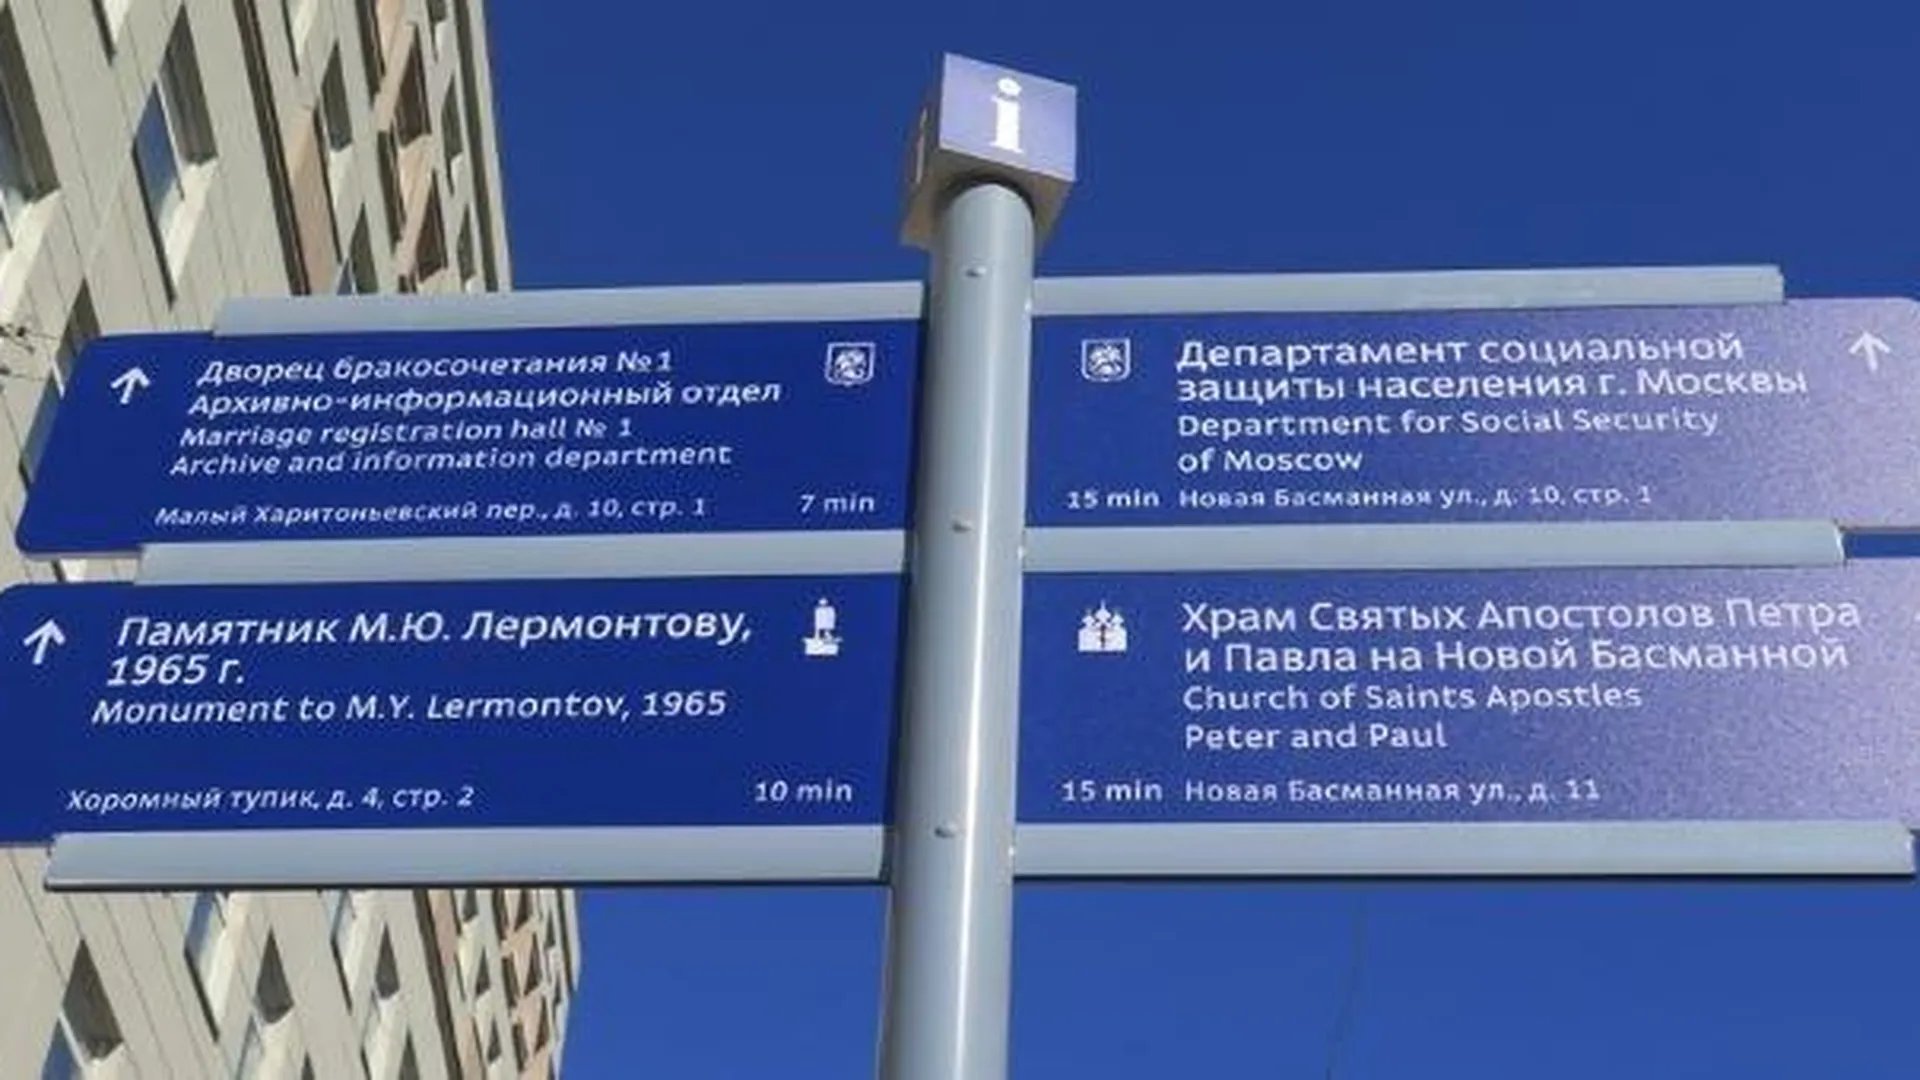 i
Дворец бракосочетания №1
Архивно-информационный отдел
Marriage registration hall № 1
Archive and information department
Малый Харитоньевский пер., д. 10, стр. 1
7 min
Департамент социальной
защиты населения г. Москвы
Department for Social Security
of Moscow
15 min Новая Басманная ул., д. 10, стр. 1
Памятник М.Ю. Лермонтову,
1965 г.
Monument to M.Y. Lermontov, 1965
Хоромный тупик, д. 4, стр. 2
10 min
Храм Святых Апостолов Петра
и Павла на Новой Басманной
Church of Saints Apostles
Peter and Paul
15 min Новая Басманная ул., д. 11